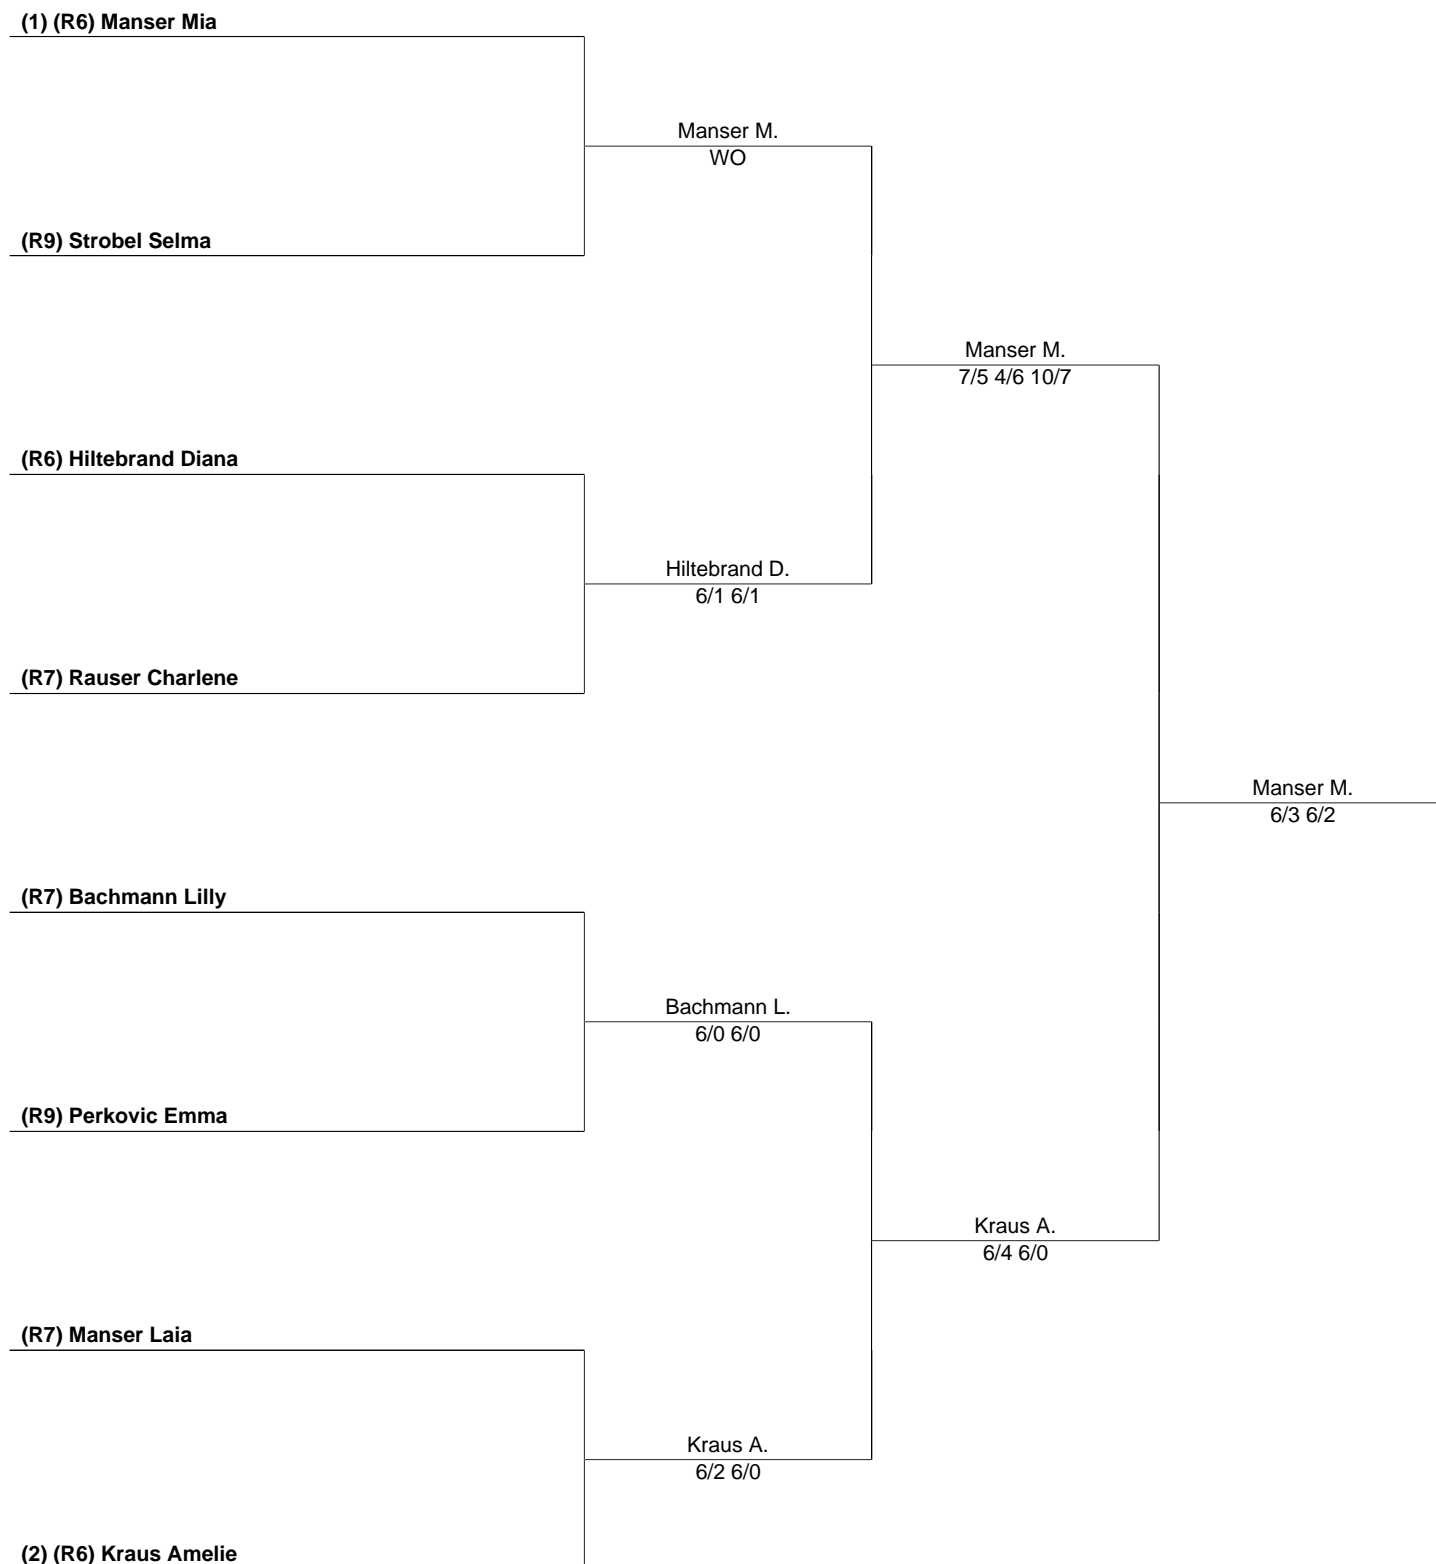 (1) (R6) Manser Mia
Manser M.
WO
(R9) Strobel Selma
Manser M.
7/5 4/6 10/7
(R6) Hiltebrand Diana
Hiltebrand D.
6/1 6/1
(R7) Rauser Charlene
Manser M.
6/3 6/2
(R7) Bachmann Lilly
Bachmann L.
6/0 6/0
(R9) Perkovic Emma
Kraus A.
6/4 6/0
(R7) Manser Laia
Kraus A.
6/2 6/0
(2) (R6) Kraus Amelie